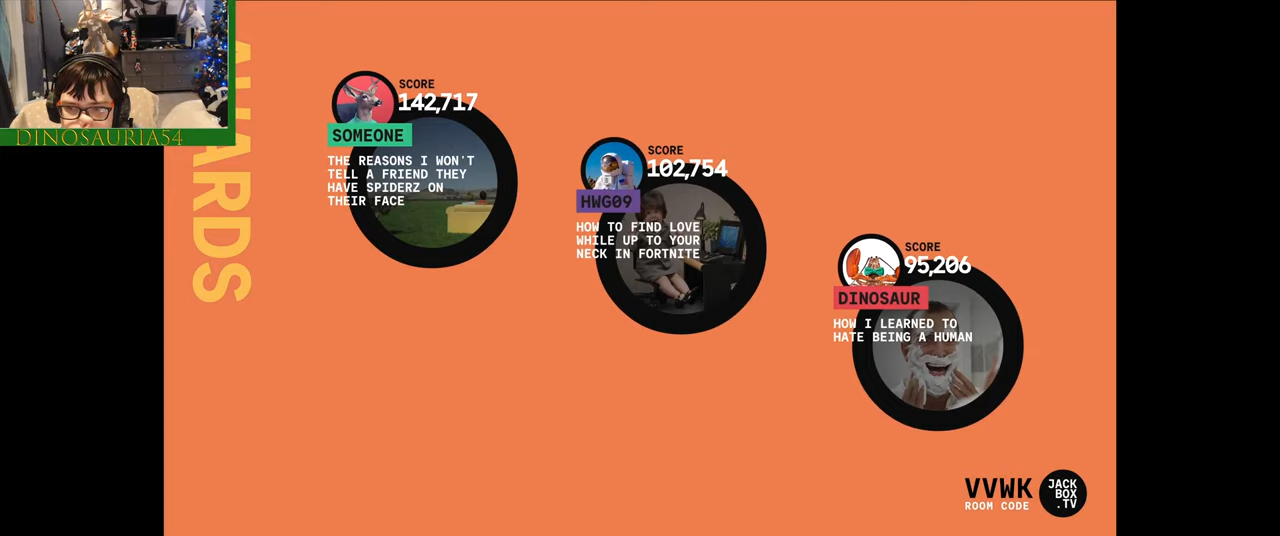 DINOSAURIA54
AWARDS
SCORE
142,717
SOMEONE
THE REASONS I WON'T
TELL A FRIEND THEY
HAVE SPIDERZ ON
THEIR FACE
SCORE
102,754
HWG09
HOW TO FIND LOVE
WHILE UP TO YOUR
NECK IN FORTNITE
SCORE
95,206
DINOSAUR
HOW I LEARNED TO
HATE BEING A HUMAN
VVWK
ROOM CODE
JACK
BOX
.TV